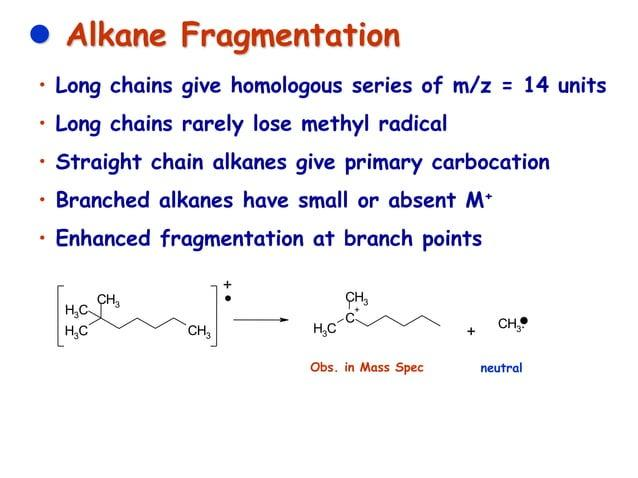 ● Alkane Fragmentation
• Long chains give homologous series of m/z = 14 units
• Long chains rarely lose methyl radical
• Straight chain alkanes give primary carbocation
• Branched alkanes have small or absent M⁺
• Enhanced fragmentation at branch points
+
•
CH₃
H₃C
H₃C
CH₃
CH₃
C⁺
H₃C
+
CH₃•
Obs. in Mass Spec
neutral